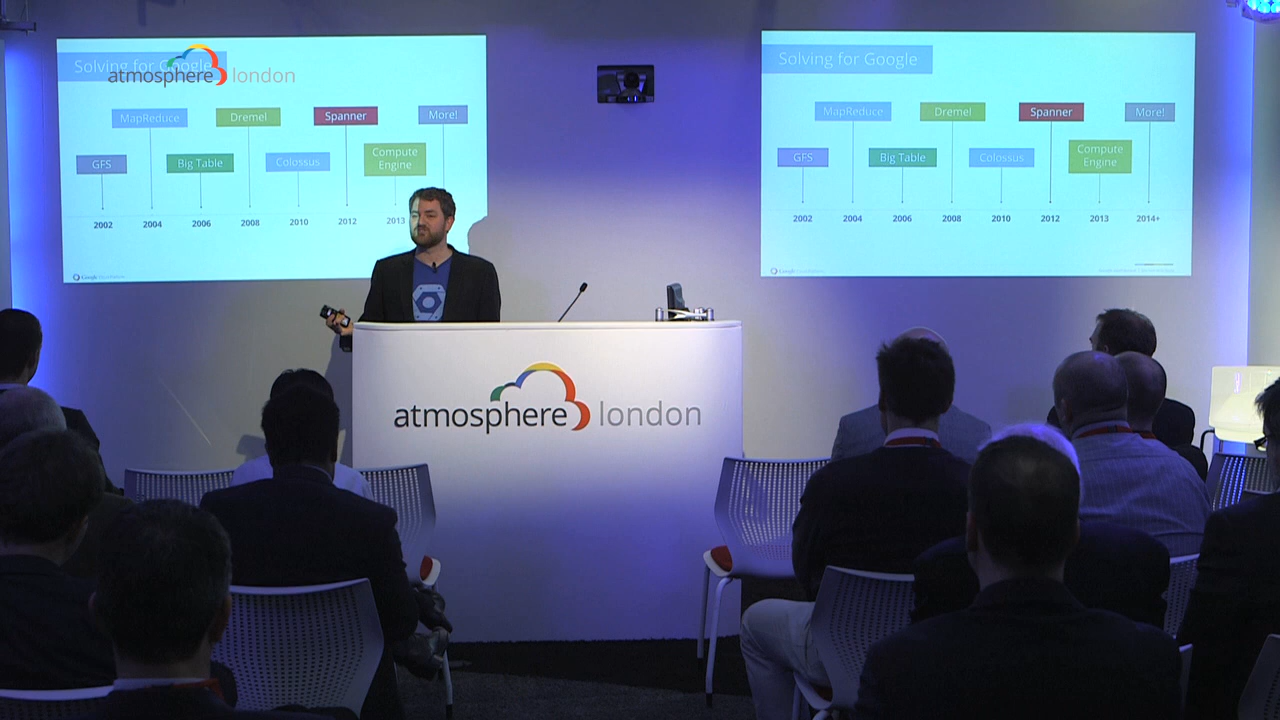 Solving for Google
atmosphere london
MapReduce
Dremel
Spanner
More!
GFS
Big Table
Colossus
Compute
Engine
2002
2004
2006
2008
2010
2012
2013
Google
Solving for Google
MapReduce
Dremel
Spanner
More!
GFS
Big Table
Colossus
Compute
Engine
2002
2004
2006
2008
2010
2012
2013
2014+
Google
atmosphere london